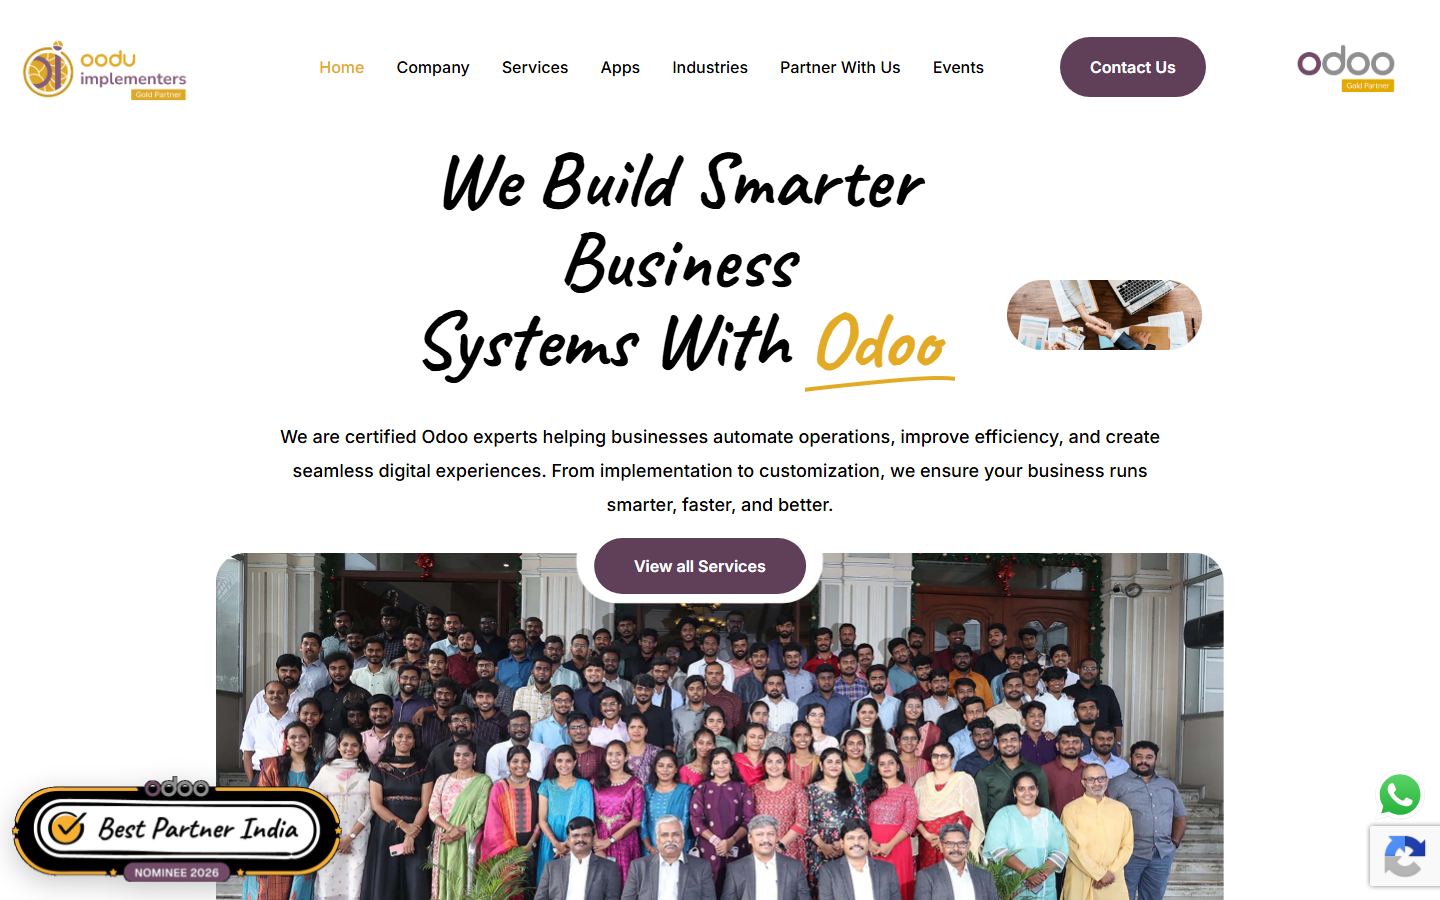 oodu
implementers
Gold Partner
Home
Company
Services
Apps
Industries
Partner With Us
Events
Contact Us
odoo
Gold Partner
We Build Smarter
Business
Systems With Odoo
We are certified Odoo experts helping businesses automate operations, improve efficiency, and create
seamless digital experiences. From implementation to customization, we ensure your business runs
smarter, faster, and better.
View all Services
odoo
Best Partner India
NOMINEE 2026